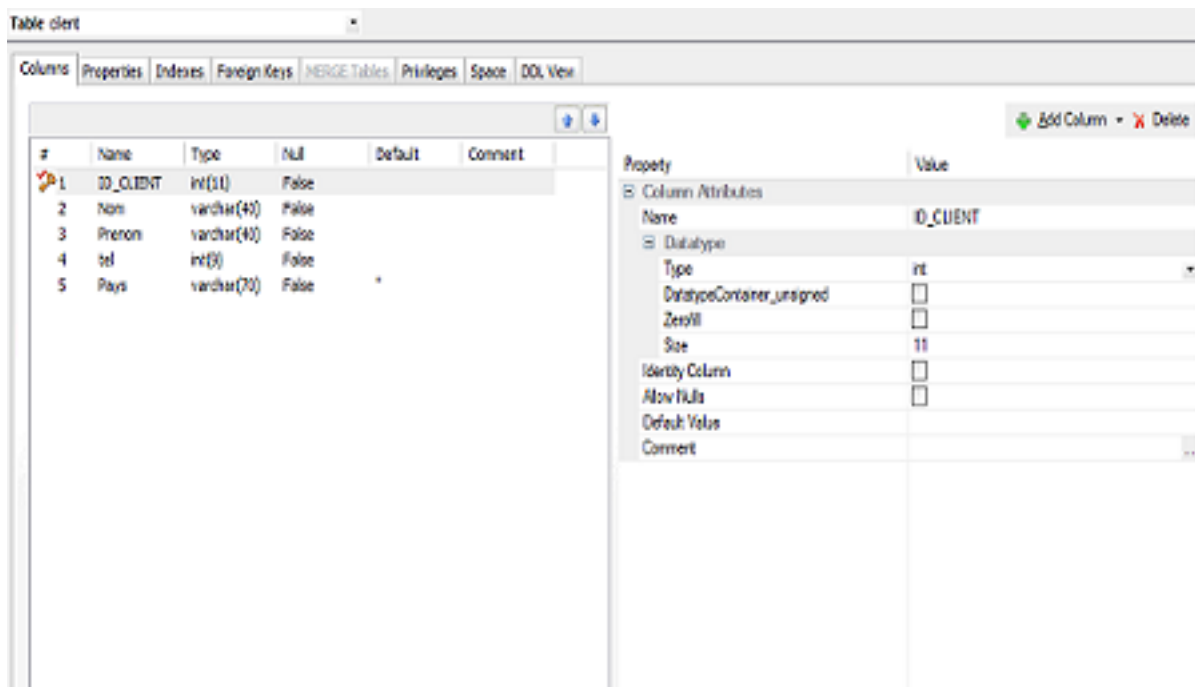 Table client
Columns Properties Indexes Foreign Keys MERGE Tables Privileges Space DDL View
Add Column Delete
# Name Type Null Default Comment
1 ID_CLIENT int(11) False
2 Nom varchar(40) False
3 Prenom varchar(40) False
4 tel int(9) False
5 Pays varchar(70) False *
Property Value
Column Attributes
Name ID_CLIENT
Datatype
Type int
DatatypeContainer_unsigned
Zerofill
Size 11
Identity Column
Allow Nulls
Default Value
Comment ...